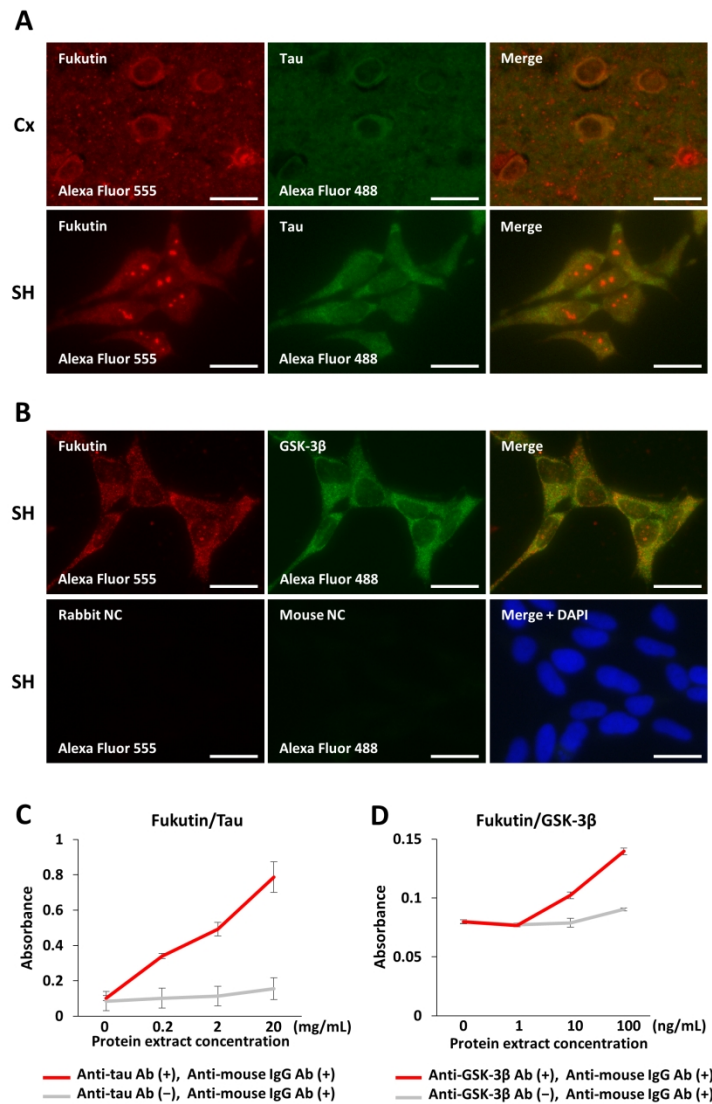 A
Fukutin Tau Merge
Cx
Alexa Fluor 555 Alexa Fluor 488
Fukutin Tau Merge
SH
Alexa Fluor 555 Alexa Fluor 488
B
Fukutin GSK-3β Merge
SH
Alexa Fluor 555 Alexa Fluor 488
Rabbit NC Mouse NC Merge + DAPI
SH
Alexa Fluor 555 Alexa Fluor 488
C
Fukutin/Tau
1
0.8
0.6
0.4
0.2
0
Absorbance
0 0.2 2 20 (mg/mL)
Protein extract concentration
Anti-tau Ab (+), Anti-mouse IgG Ab (+)
Anti-tau Ab (−), Anti-mouse IgG Ab (+)
D
Fukutin/GSK-3β
0.15
0.1
0.05
0
Absorbance
0 1 10 100 (mg/mL)
Protein extract concentration
Anti-GSK-3β Ab (+), Anti-mouse IgG Ab (+)
Anti-GSK-3β Ab (−), Anti-mouse IgG Ab (+)